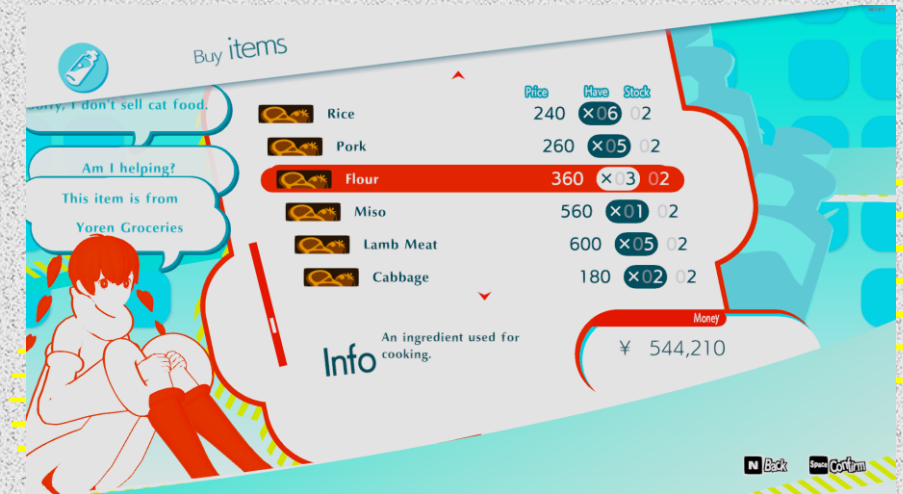 Buy items
Sorry, I don't sell cat food.
Am I helping?
This item is from
Yoren Groceries
Price Have Stock
Rice 240 ×06 02
Pork 260 ×05 02
Flour 360 ×03 02
Miso 560 ×01 02
Lamb Meat 600 ×05 02
Cabbage 180 ×02 02
Info
An ingredient used for
cooking.
Money
¥ 544,210
N Back Space Confirm